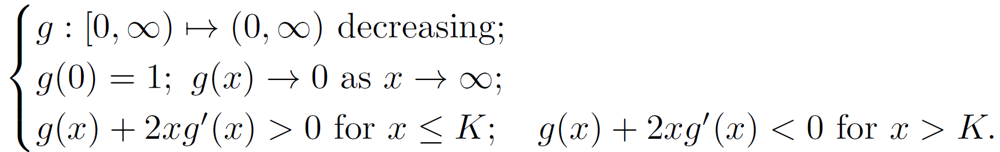 g : [0, ∞) ↦ (0, ∞) decreasing;
g(0) = 1; g(x) → 0 as x → ∞;
g(x) + 2xg′(x) > 0 for x ≤ K; g(x) + 2xg′(x) < 0 for x > K.